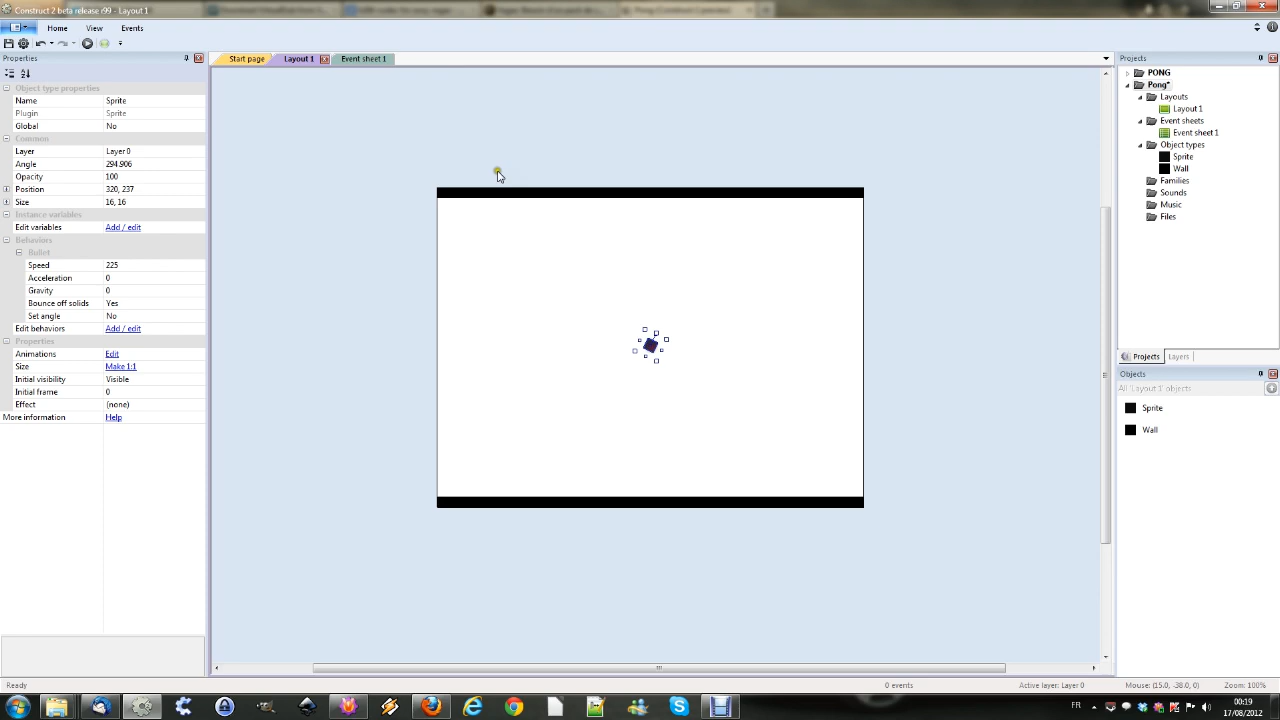 Construct 2 beta release r99 - Layout 1
Home View Events
Properties
Object type properties
Name Sprite
Plugin Sprite
Global No
Common
Layer Layer 0
Angle 294.906
Opacity 100
Position 320, 237
Size 16, 16
Instance variables
Edit variables Add / edit
Behaviors
Bullet
Speed 225
Acceleration 0
Gravity 0
Bounce off solids Yes
Set angle No
Edit behaviors Add / edit
Properties
Animations Edit
Size Make 1:1
Initial visibility Visible
Initial frame 0
Effect (none)
More information Help
Start page Layout 1 Event sheet 1
Projects
PONG
Pong*
Layouts
Layout 1
Event sheets
Event sheet 1
Object types
Sprite
Wall
Families
Sounds
Music
Files
Projects Layers
Objects
All 'Layout 1' objects
Sprite
Wall
Ready
0 events
Active layer: Layer 0
Mouse: (15.0, -38.0, 0)
Zoom: 100%
FR
00:19
17/08/2012